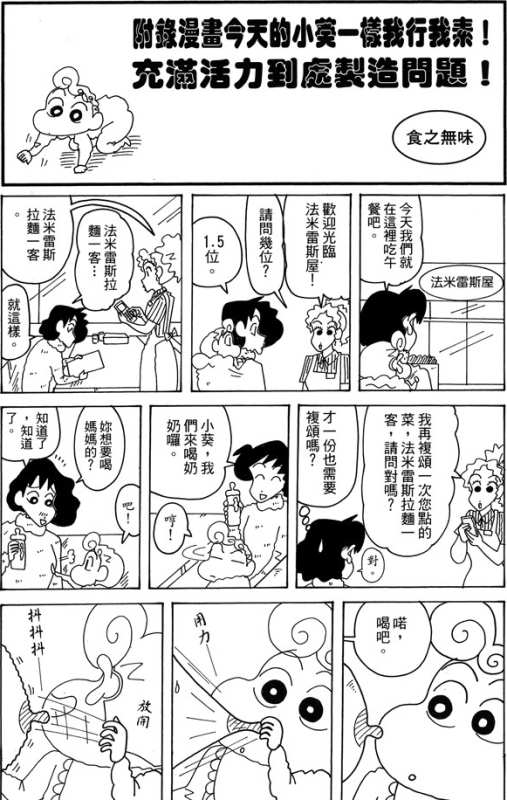 附錄漫畫今天的小葵一樣我行我素！
充滿活力到處製造問題！
食之無味
今天我們就
在這裡吃午
餐吧。
法米雷斯屋
歡迎光臨
法米雷斯屋！
請問幾位？
1.5
位。
法米雷斯拉
麵一客…
法米雷斯
拉麵一客
。
就這樣。
我再複頌一次您點的
菜，法米雷斯拉麵一
客，請問對嗎？
對。
才一份也需要
複頌嗎？
小葵，我
們來喝奶
奶囉。
哼！
妳想要喝
媽媽的？
吧！
知道了
，知道
了。
喏，
喝吧。
用力
放開
抖抖抖